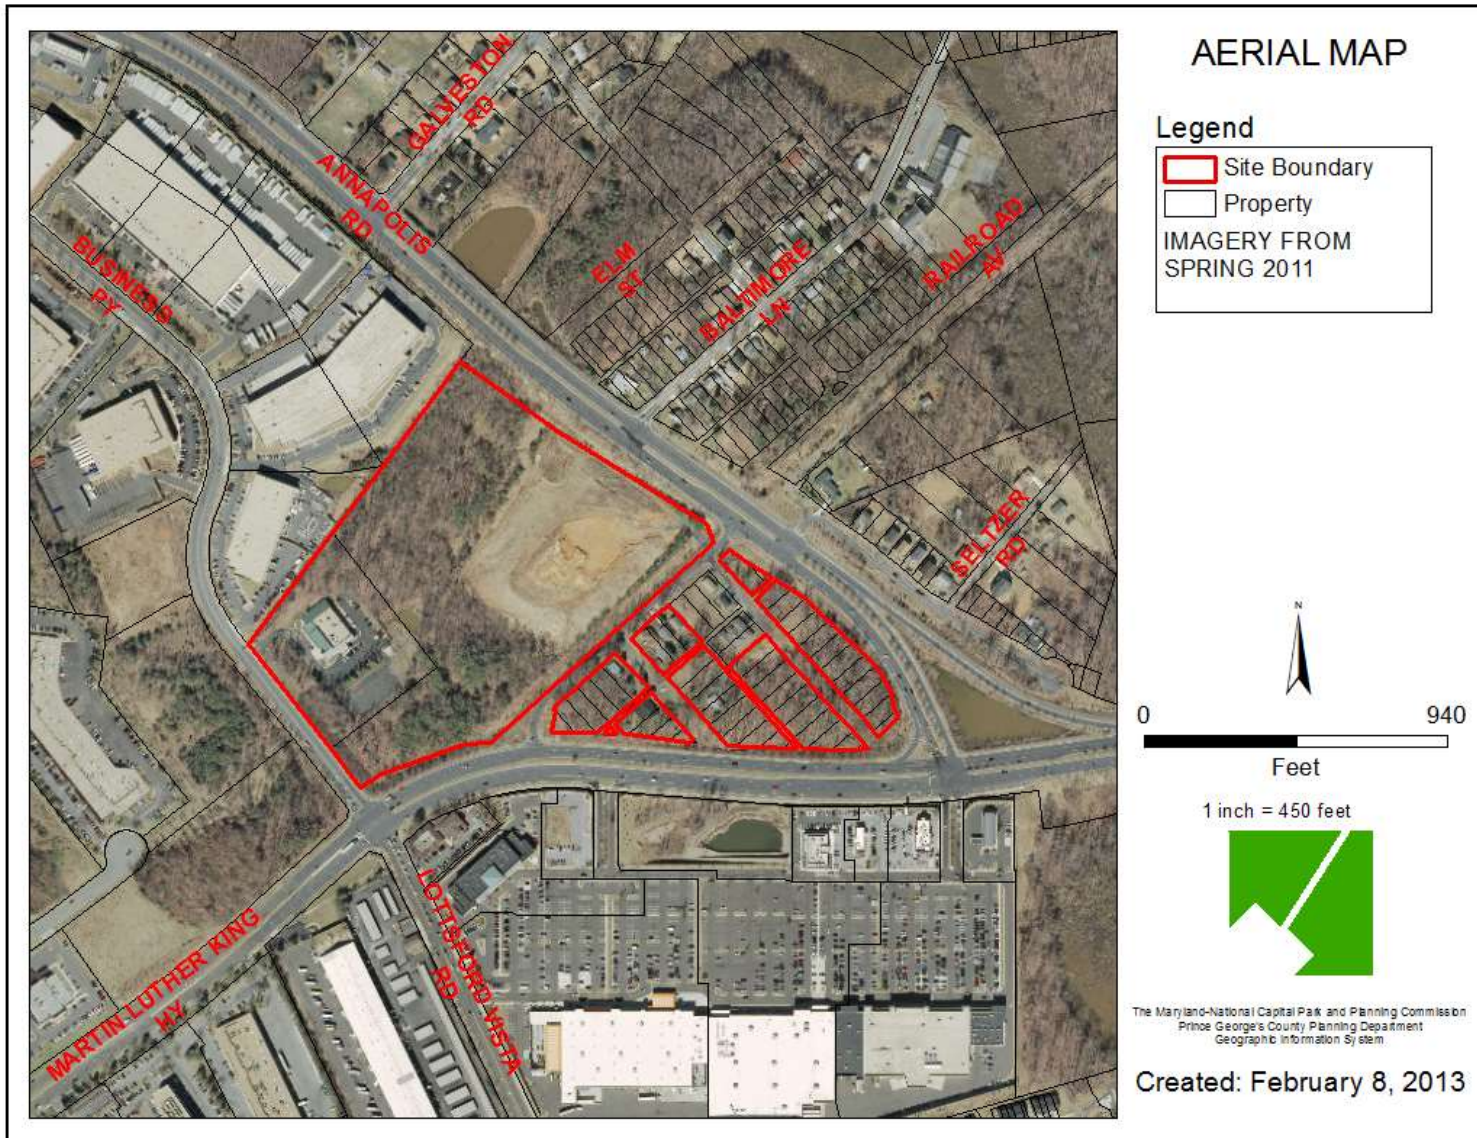 AERIAL MAP
Legend
Site Boundary
Property
IMAGERY FROM
SPRING 2011
GALVESTON
RD
ANNAPOLIS
RD
BUSINESS
PY
ELM
ST
BALTIMORE
LN
RAILROAD
AV
SELTZER
RD
LOTTSFORD VISTA
RD
MARTIN LUTHER KING
HY
N
0 940
Feet
1 inch = 450 feet
The Maryland-National Capital Park and Planning Commission
Prince George's County Planning Department
Geographic Information System
Created: February 8, 2013